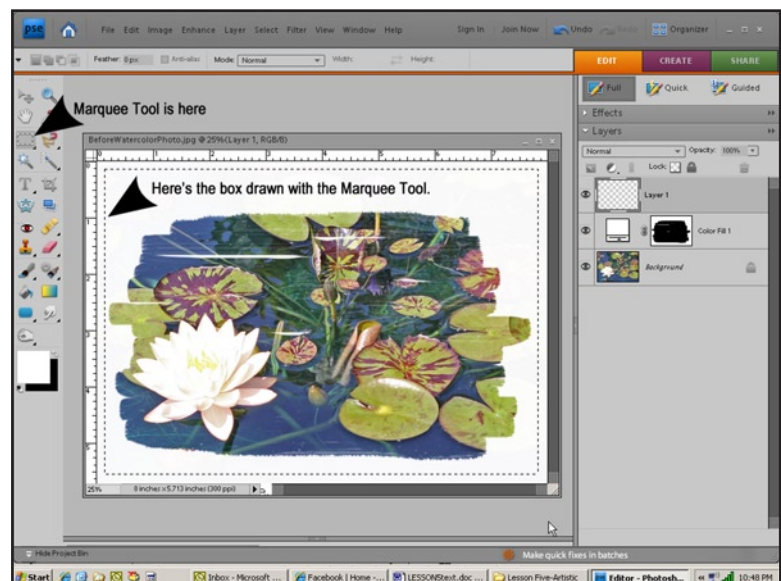 pse File Edit Image Enhance Layer Select Filter View Window Help Sign In Join Now Undo Redo Organizer
Feather: 0 px Anti-alias Mode: Normal Width: Height: EDIT CREATE SHARE
Full Quick Guided
Marquee Tool is here
Effects
Layers
BeforeWatercolorPhoto.jpg @ 25%(Layer 1, RGB/8)
Normal Opacity: 100%
Lock:
Here's the box drawn with the Marquee Tool.
Layer 1
Color Fill 1
Background
25% 8 inches x 5.713 inches (300 ppi)
Hide Project Bin Make quick fixes in batches
Start Inbox - Microsoft ... Facebook | Home - ... LESSON5text.doc ... Lesson Five-Artistic Editor - Photosh... 10:48 PM